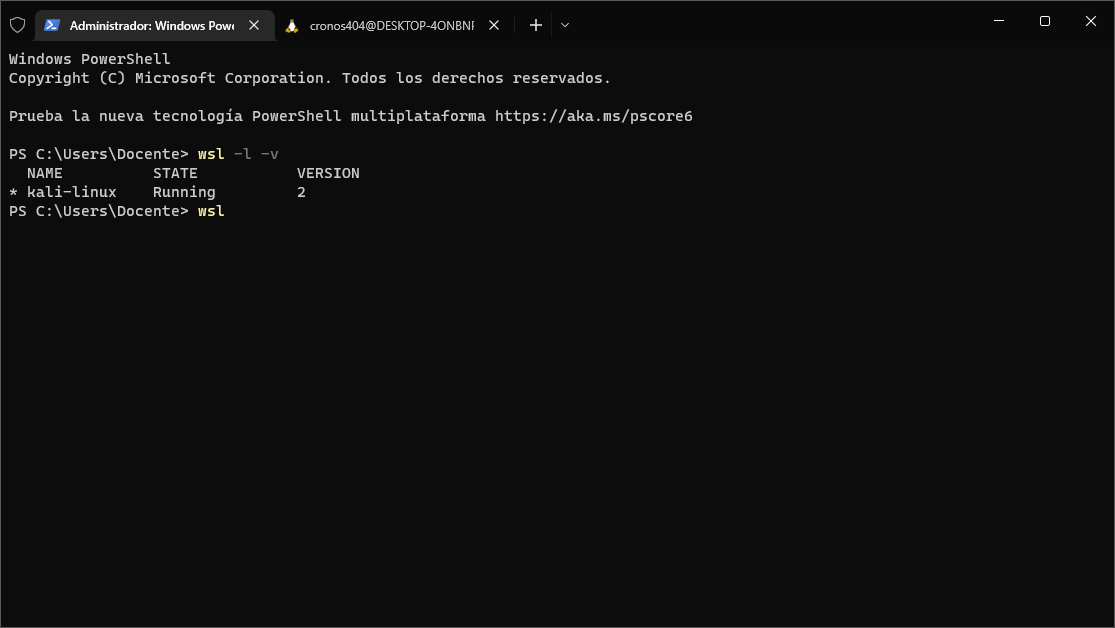 Administrador: Windows Powe
cronos404@DESKTOP-4ONBNF
Windows PowerShell
Copyright (C) Microsoft Corporation. Todos los derechos reservados.
Prueba la nueva tecnología PowerShell multiplataforma https://aka.ms/pscore6
PS C:\Users\Docente> wsl -l -v
  NAME          STATE           VERSION
* kali-linux    Running         2
PS C:\Users\Docente> wsl